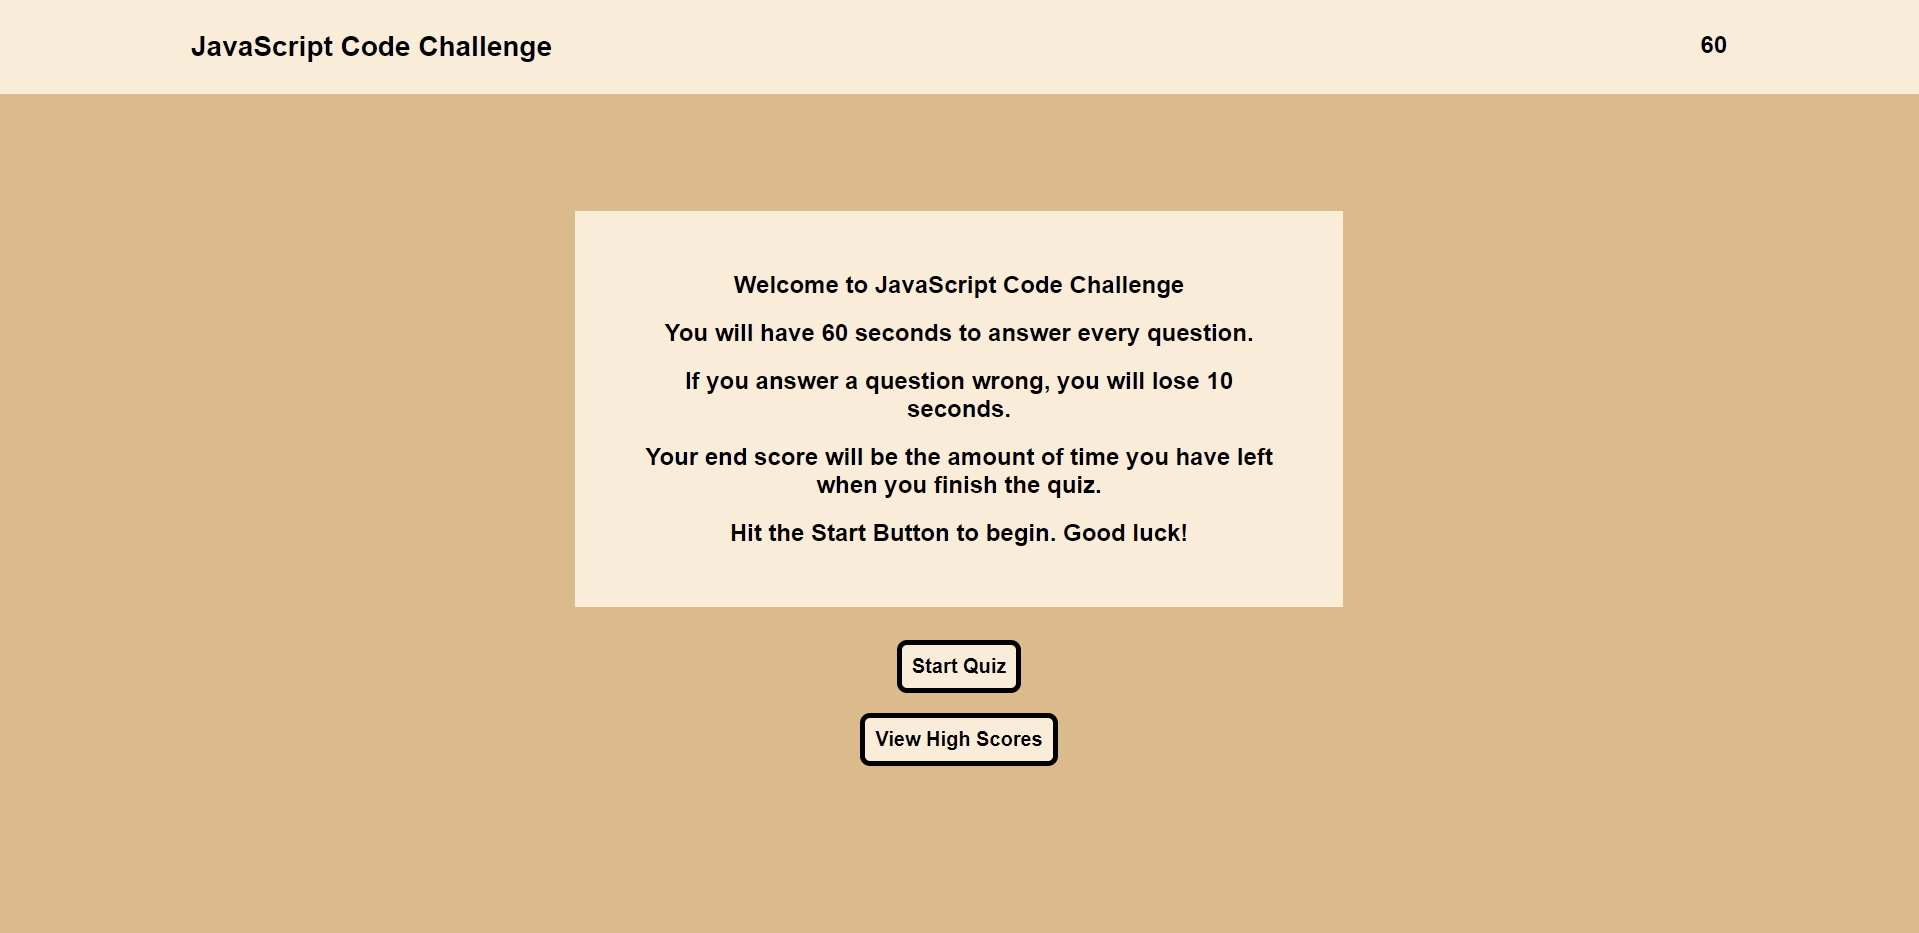 JavaScript Code Challenge
60
Welcome to JavaScript Code Challenge
You will have 60 seconds to answer every question.
If you answer a question wrong, you will lose 10
seconds.
Your end score will be the amount of time you have left
when you finish the quiz.
Hit the Start Button to begin. Good luck!
Start Quiz
View High Scores